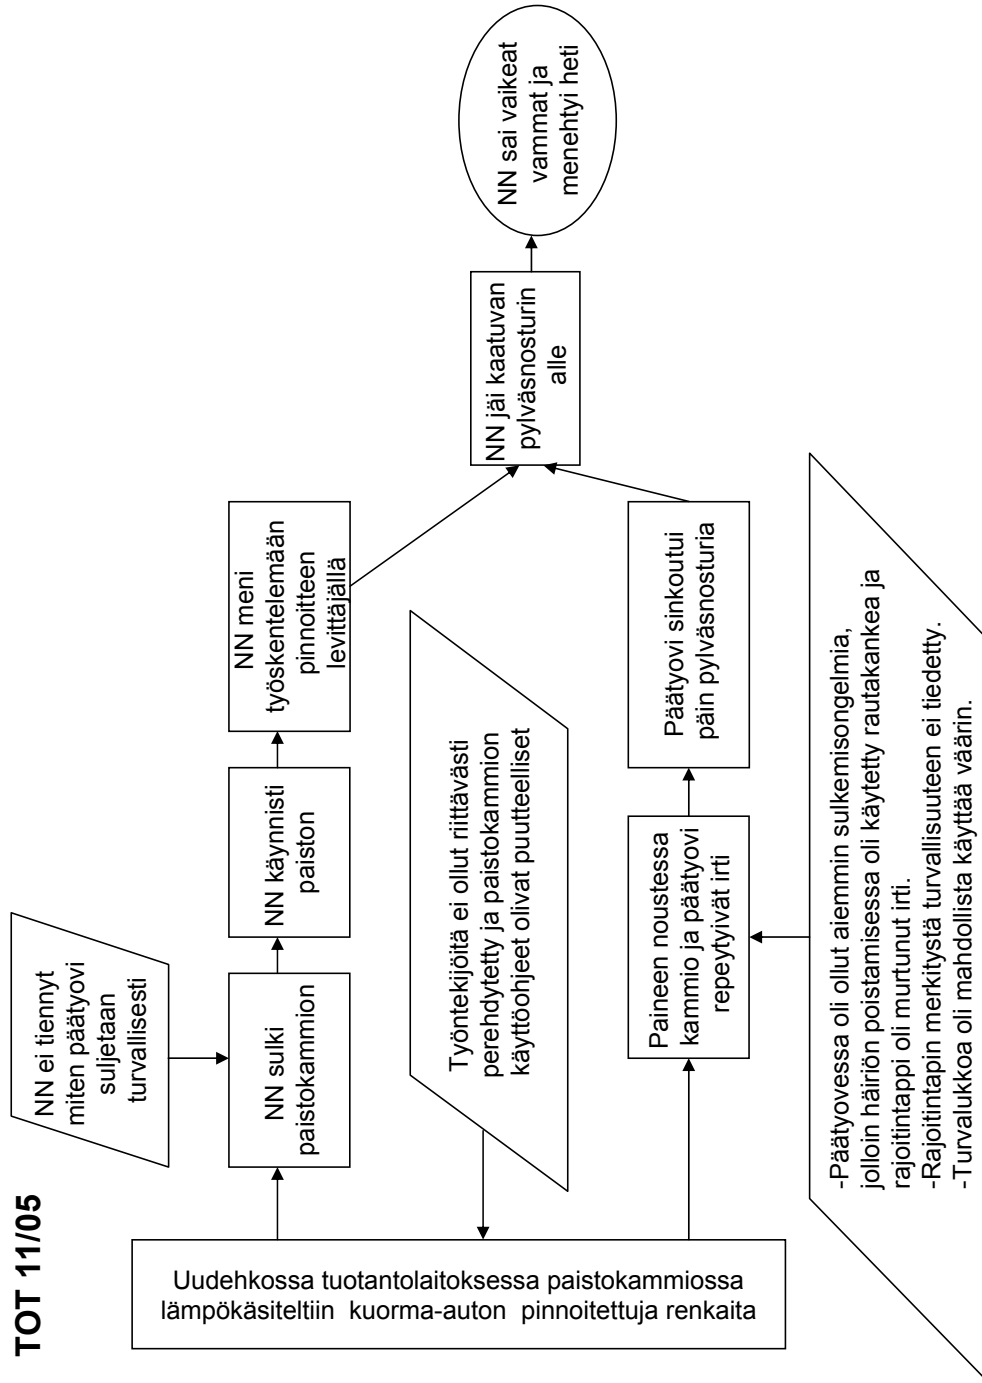 TOT 11/05
Uudehkossa tuotantolaitoksessa paistokammiossa
lämpökäsiteltiin kuorma-auton pinnoitettuja renkaita
NN ei tiennyt
miten päätyovi
suljetaan
turvallisesti
NN sulki
paistokammion
NN käynnisti
paiston
NN meni
työskentelemään
pinnoitteen
levittäjällä
Työntekijöitä ei ollut riittävästi
perehdytetty ja paistokammion
käyttöohjeet olivat puutteelliset
Paineen noustessa
kammio ja päätyovi
repeytyivät irti
Päätyovi sinkoutui
päin pylväsnosturia
NN jäi kaatuvan
pylväsnosturin
alle
NN sai vaikeat
vammat ja
menehtyi heti
-Päätyovessa oli ollut aiemmin sulkemisongelmia,
jolloin häiriön poistamisessa oli käytetty rautakankea ja
rajoitintappi oli murtunut irti.
-Rajoitintapin merkitystä turvallisuuteen ei tiedetty.
-Turvalukkoa oli mahdollista käyttää väärin.